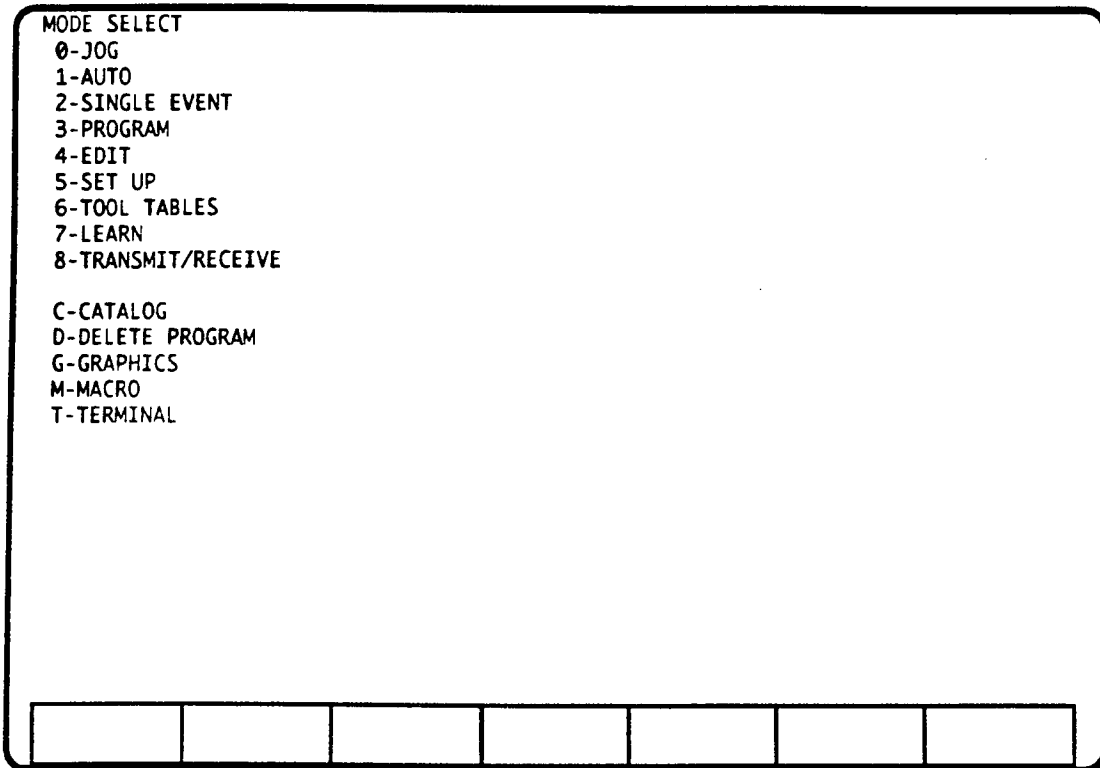 MODE SELECT
0-JOG
1-AUTO
2-SINGLE EVENT
3-PROGRAM
4-EDIT
5-SET UP
6-TOOL TABLES
7-LEARN
8-TRANSMIT/RECEIVE
C-CATALOG
D-DELETE PROGRAM
G-GRAPHICS
M-MACRO
T-TERMINAL